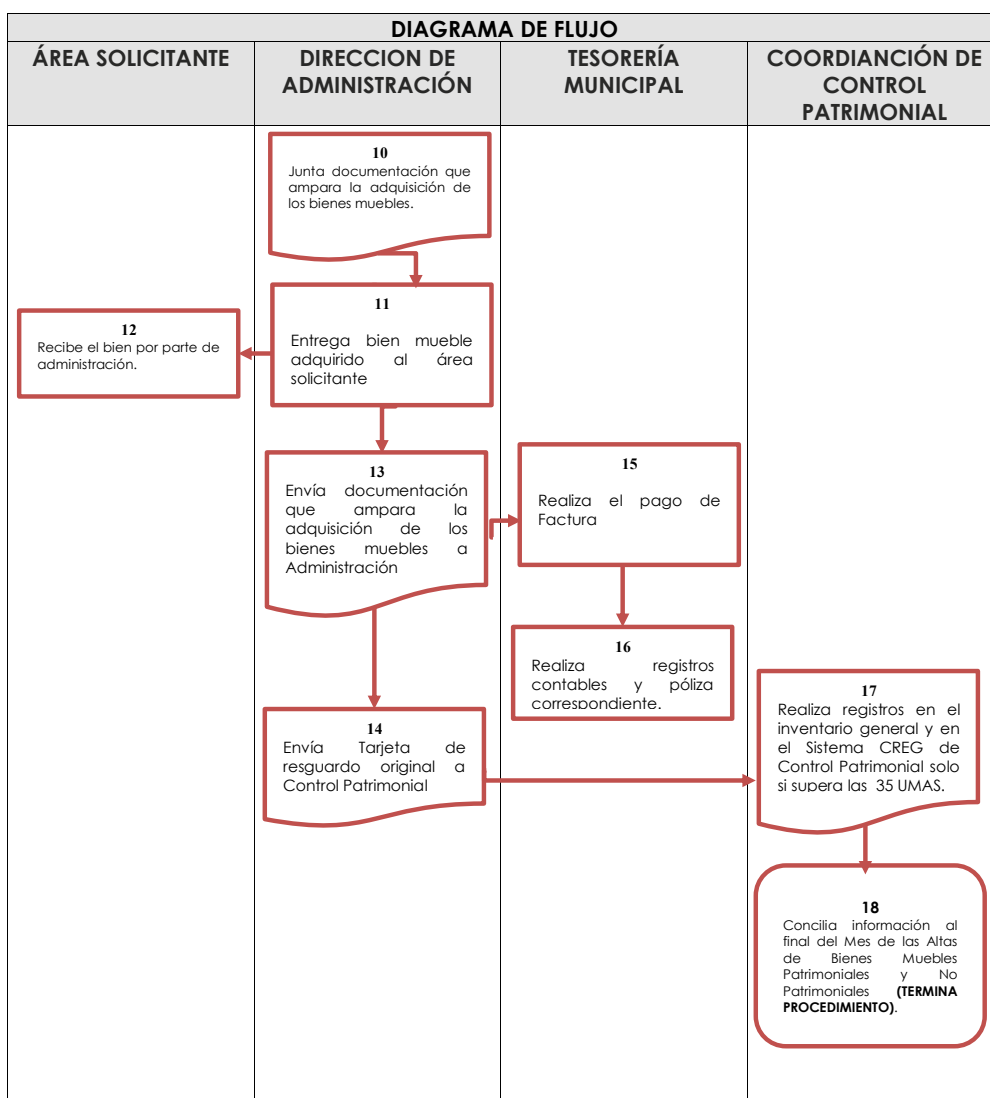 DIAGRAMA DE FLUJO
ÁREA SOLICITANTE
DIRECCION DE
ADMINISTRACIÓN
TESORERÍA
MUNICIPAL
COORDIANCIÓN DE
CONTROL
PATRIMONIAL
10
Junta documentación que
ampara la adquisición de
los bienes muebles.
11
Entrega bien mueble
adquirido al área
solicitante
12
Recibe el bien por parte de
administración.
13
Envía documentación
que ampara la
adquisición de los
bienes muebles a
Administración
14
Envía Tarjeta de
resguardo original a
Control Patrimonial
15
Realiza el pago de
Factura
16
Realiza registros
contables y póliza
correspondiente.
17
Realiza registros en el
inventario general y en
el Sistema CREG de
Control Patrimonial solo
si supera las 35 UMAS.
18
Concilia información al
final del Mes de las Altas
de Bienes Muebles
Patrimoniales y No
Patrimoniales (TERMINA
PROCEDIMIENTO).